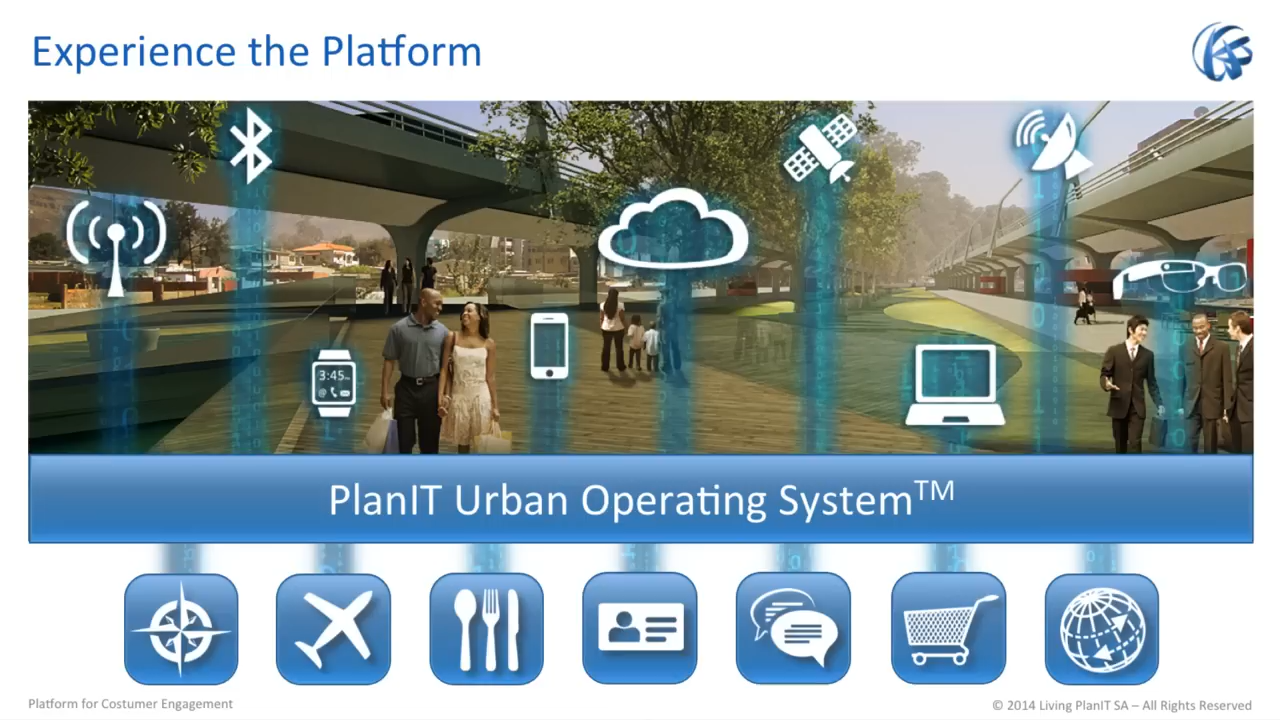 Experience the Platform
3:45
PlanIT Urban Operating System™
Platform for Costumer Engagement
© 2014 Living PlanIT SA – All Rights Reserved